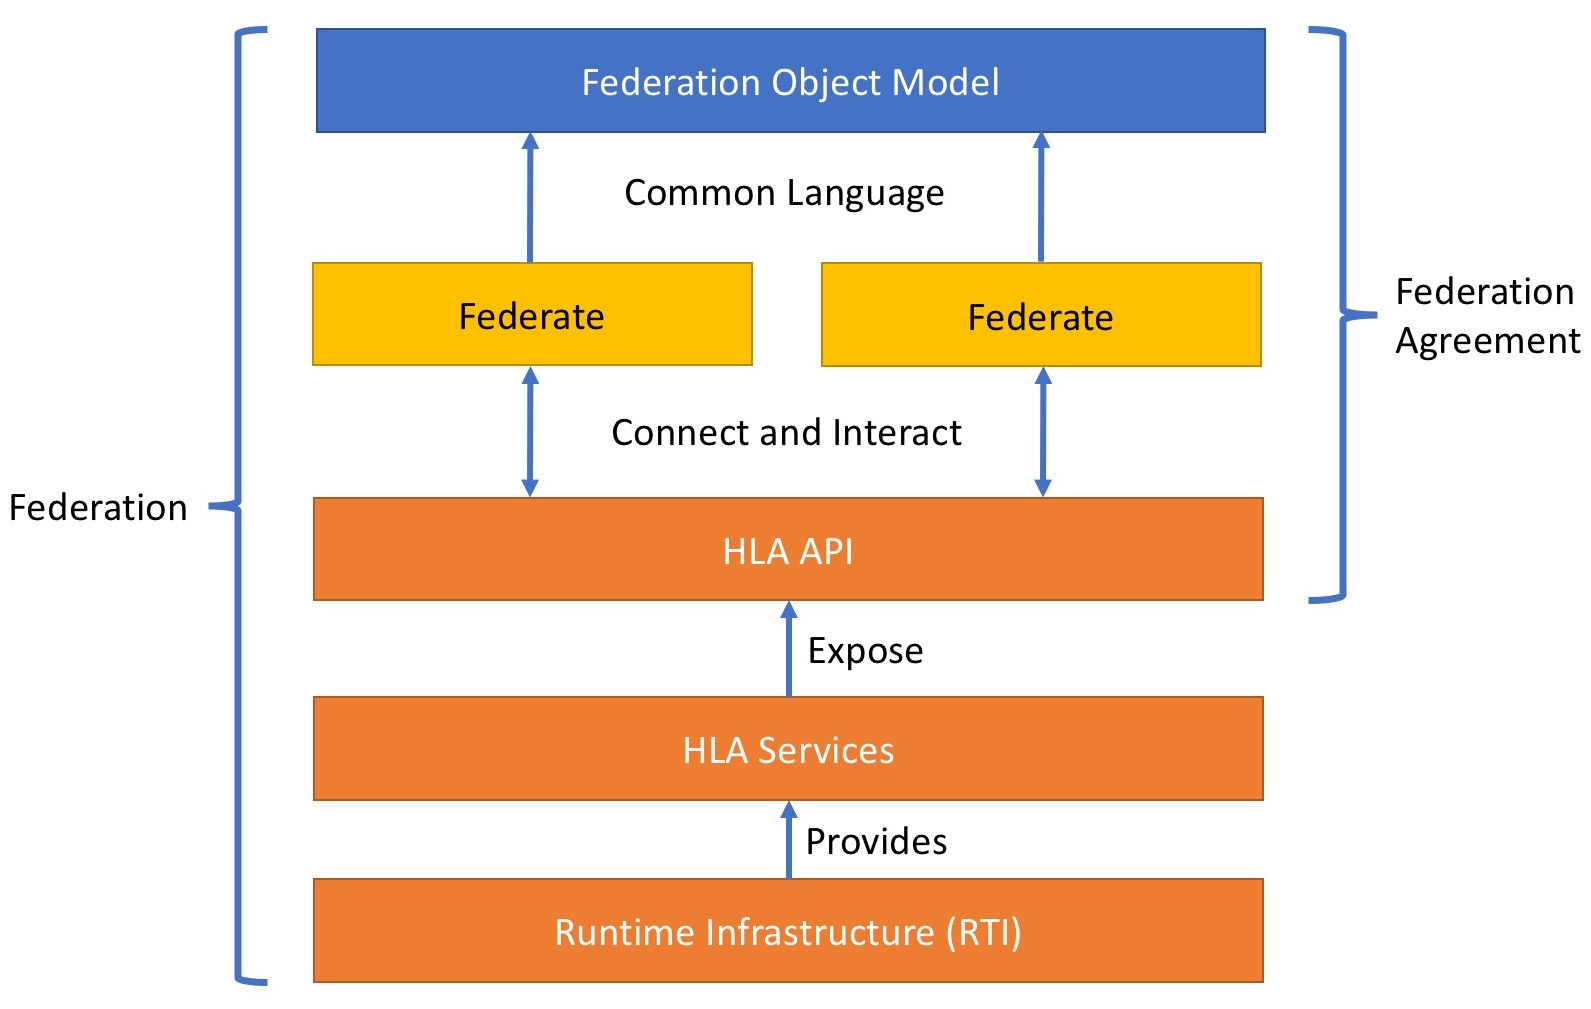 Federation Object Model
Common Language
Federate
Federate
Federation
Agreement
Connect and Interact
Federation
HLA API
Expose
HLA Services
Provides
Runtime Infrastructure (RTI)